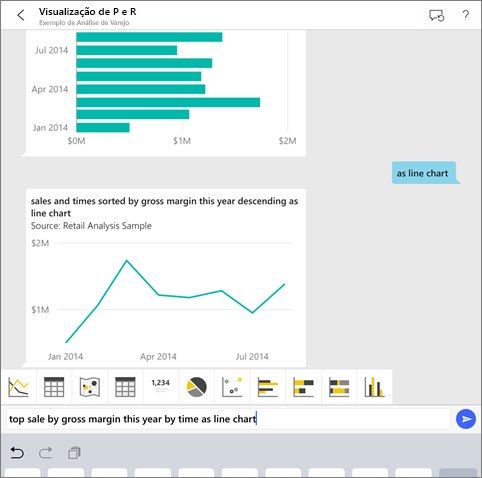 Visualização de P e R
Exemplo de Análise de Varejo
?
Jul 2014
Apr 2014
Jan 2014
$0M $1M $2M
as line chart
sales and times sorted by gross margin this year descending as
line chart
Source: Retail Analysis Sample
$2M
$1M
Jan 2014 Apr 2014 Jul 2014
1,234
top sale by gross margin this year by time as line chart